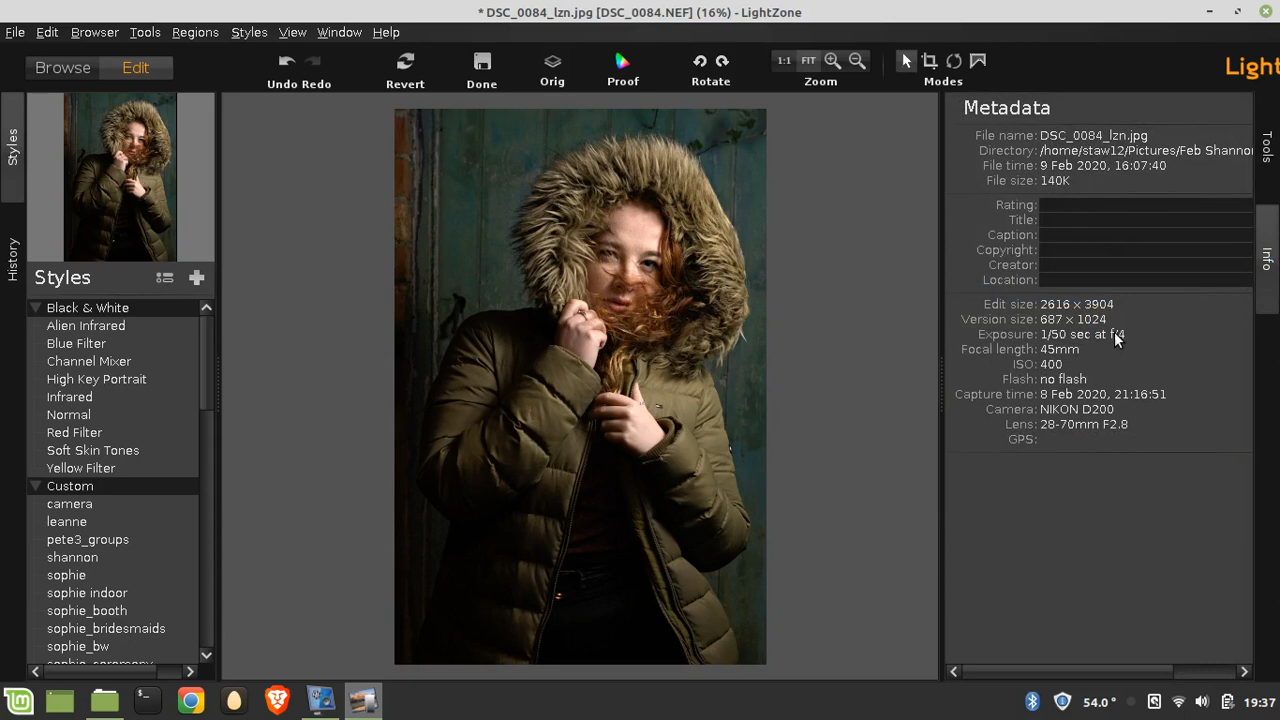 * DSC_0084_lzn.jpg [DSC_0084.NEF] (16%) - LightZone
File Edit Browser Tools Regions Styles View Window Help
Browse Edit
Undo Redo Revert Done Orig Proof Rotate 1:1 FIT Zoom Modes
Light
Styles
History
Styles
Black & White
Alien Infrared
Blue Filter
Channel Mixer
High Key Portrait
Infrared
Normal
Red Filter
Soft Skin Tones
Yellow Filter
Custom
camera
leanne
pete3_groups
shannon
sophie
sophie indoor
sophie_booth
sophie_bridesmaids
sophie_bw
sophie_ceremony
Metadata
File name: DSC_0084_lzn.jpg
Directory: /home/staw12/Pictures/Feb Shanno
File time: 9 Feb 2020, 16:07:40
File size: 140K
Rating:
Title:
Caption:
Copyright:
Creator:
Location:
Edit size: 2616 × 3904
Version size: 687 × 1024
Exposure: 1/50 sec at f/4
Focal length: 45mm
ISO: 400
Flash: no flash
Capture time: 8 Feb 2020, 21:16:51
Camera: NIKON D200
Lens: 28-70mm F2.8
GPS:
Tools
Info
54.0°
19:37